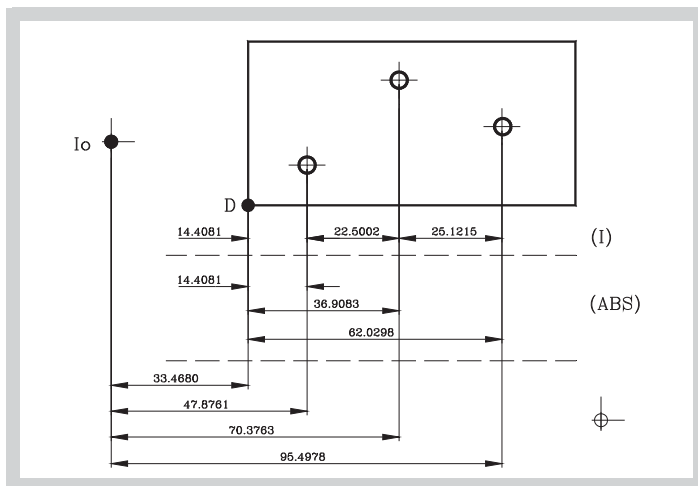 Io
D
14.4081 22.5002 25.1215 (I)
14.4081
36.9083 (ABS)
62.0298
33.4680
47.8761
70.3763
95.4978